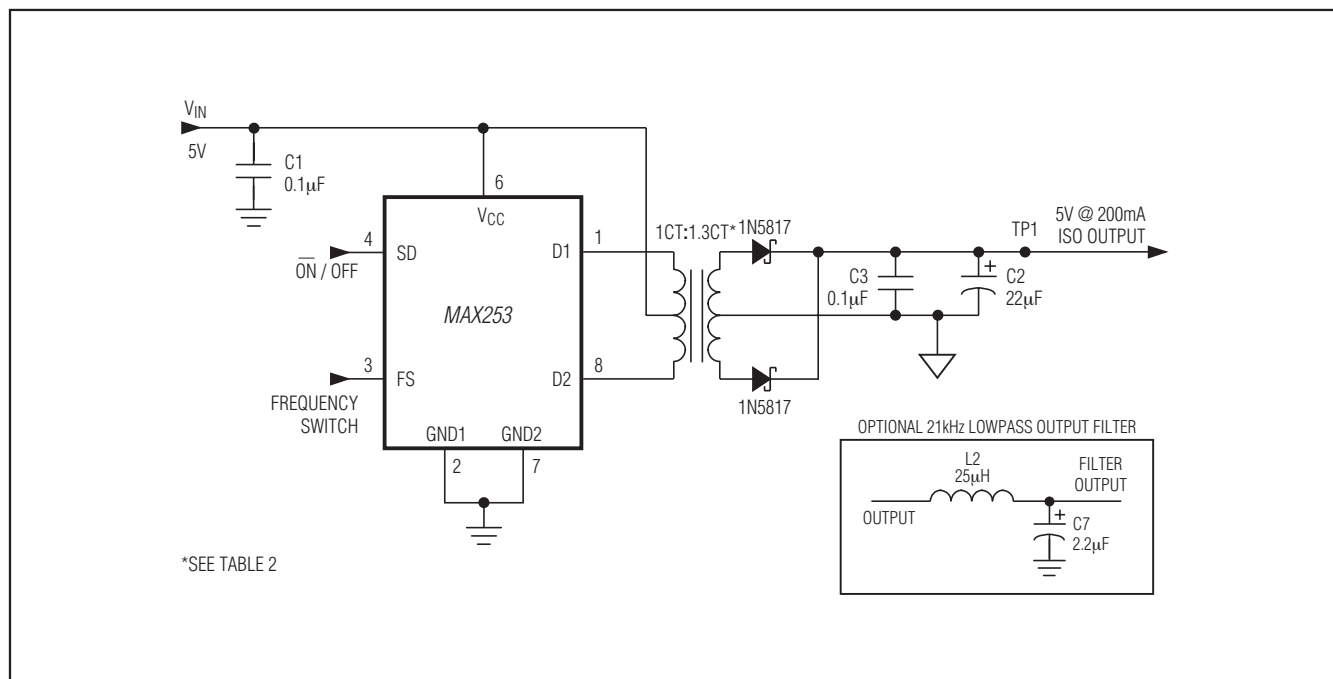 VIN
5V
C1
0.1µF
6
VCC
4
SD
ON / OFF
D1
1
MAX253
3
FS
FREQUENCY
SWITCH
D2
8
GND1
GND2
2
7
1CT:1.3CT*
1N5817
1N5817
C3
0.1µF
+
C2
22µF
TP1
5V @ 200mA
ISO OUTPUT
OPTIONAL 21kHz LOWPASS OUTPUT FILTER
L2
25µH
OUTPUT
FILTER
OUTPUT
+
C7
2.2µF
*SEE TABLE 2